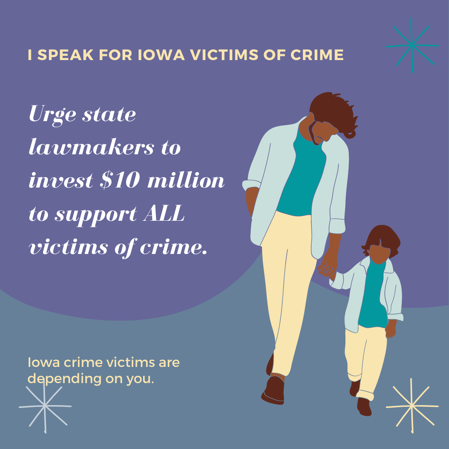 I SPEAK FOR IOWA VICTIMS OF CRIME
Urge state
lawmakers to
invest $10 million
to support ALL
victims of crime.
Iowa crime victims are
depending on you.